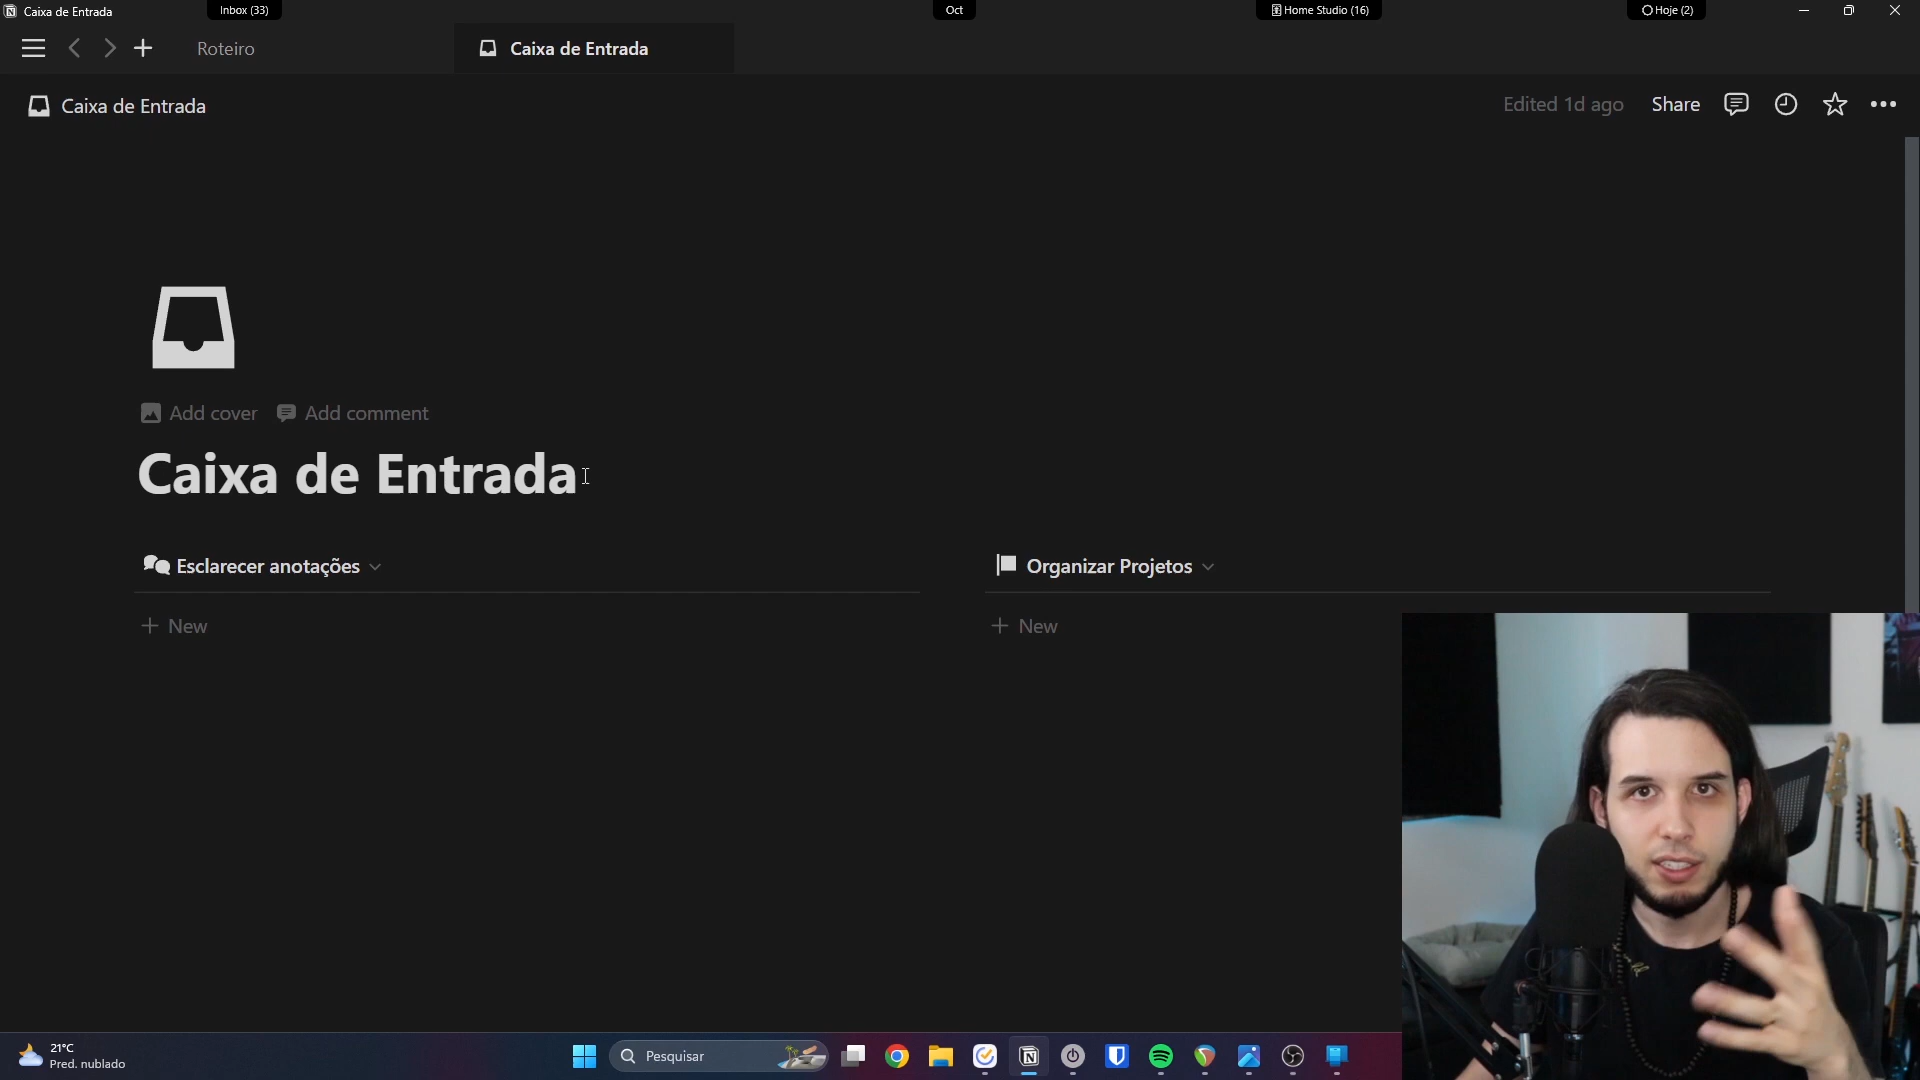 Caixa de Entrada
Inbox (33)
Oct
Home Studio (16)
Hoje (2)
Roteiro
Caixa de Entrada
Caixa de Entrada
Edited 1d ago
Share
Add cover
Add comment
Caixa de Entrada
Esclarecer anotações
Organizar Projetos
+ New
+ New
21°C
Pred. nublado
Pesquisar